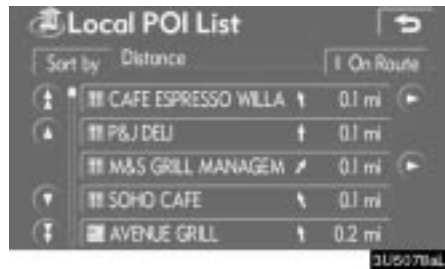 Local POI List
Sort by Distance
On Route
CAFE ESPRESSO WILLA 0.1 mi
P&J DELI 0.1 mi
M&S GRILL MANAGEM 0.1 mi
SOHO CAFE 0.1 mi
AVENUE GRILL 0.2 mi